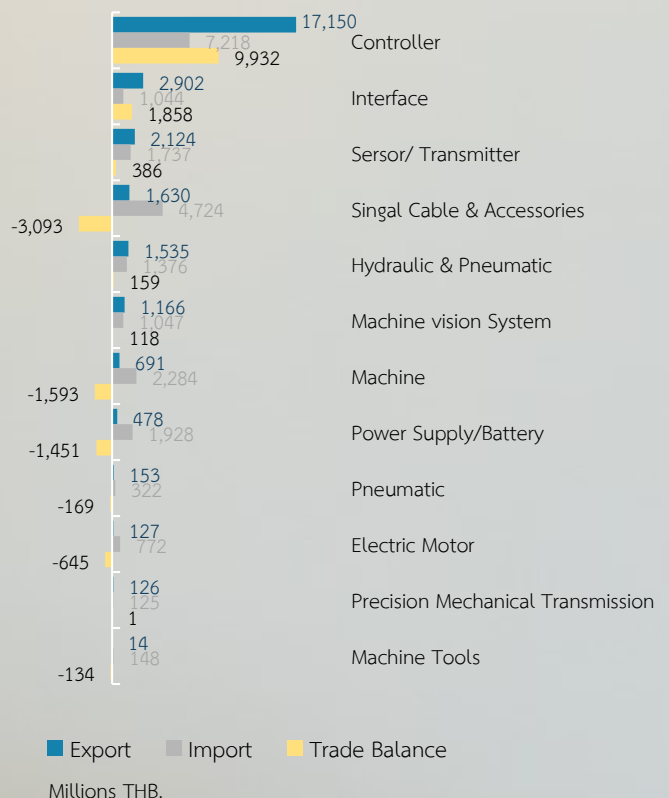 17,150
7,218
9,932
Controller
2,902
1,044
1,858
Interface
2,124
1,737
386
Sersor/ Transmitter
1,630
4,724
-3,093
Singal Cable & Accessories
1,535
1,376
159
Hydraulic & Pneumatic
1,166
1,047
118
Machine vision System
691
2,284
-1,593
Machine
478
1,928
-1,451
Power Supply/Battery
153
322
-169
Pneumatic
127
772
-645
Electric Motor
126
125
1
Precision Mechanical Transmission
14
148
-134
Machine Tools
Export Import Trade Balance
Millions THB.